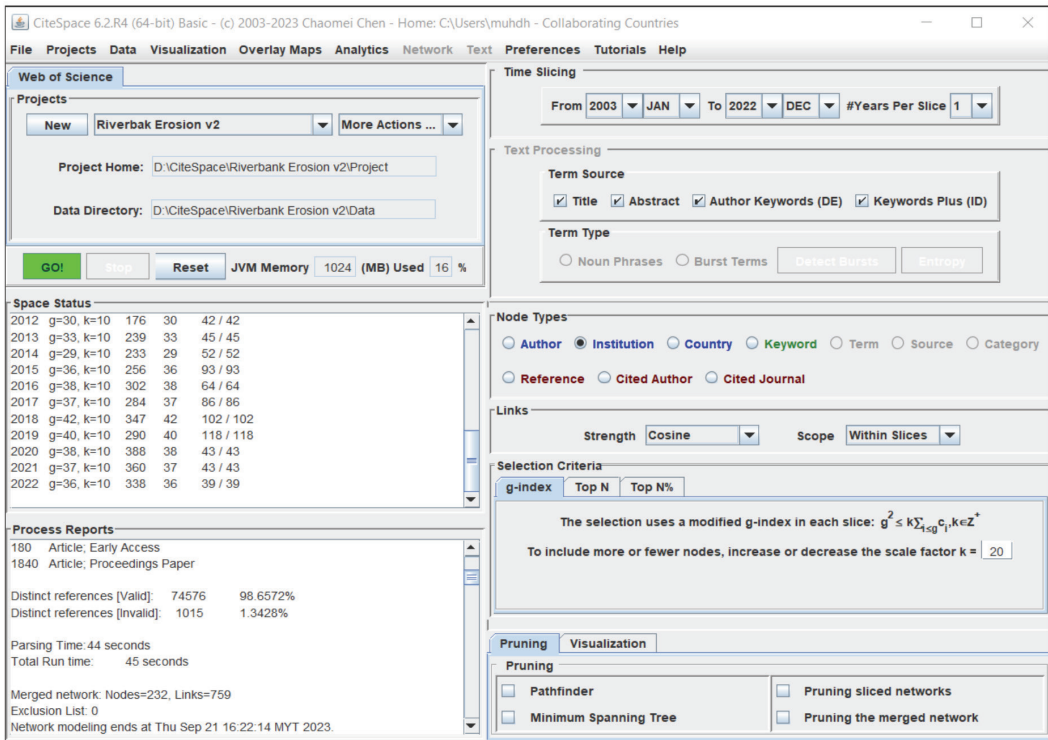 CiteSpace 6.2.R4 (64-bit) Basic - (c) 2003-2023 Chaomei Chen - Home: C:\Users\muhdh - Collaborating Countries
File Projects Data Visualization Overlay Maps Analytics Network Text Preferences Tutorials Help
Web of Science
Projects
New Riverbak Erosion v2 More Actions ...
Project Home: D:\CiteSpace\Riverbank Erosion v2\Project
Data Directory: D:\CiteSpace\Riverbank Erosion v2\Data
GO! Stop Reset JVM Memory 1024 (MB) Used 16 %
Space Status
2012 g=30, k=10 176 30 42 / 42
2013 g=33, k=10 239 33 45 / 45
2014 g=29, k=10 233 29 52 / 52
2015 g=36, k=10 256 36 93 / 93
2016 g=38, k=10 302 38 64 / 64
2017 g=37, k=10 284 37 86 / 86
2018 g=42, k=10 347 42 102 / 102
2019 g=40, k=10 290 40 118 / 118
2020 g=38, k=10 388 38 43 / 43
2021 g=37, k=10 360 37 43 / 43
2022 g=36, k=10 338 36 39 / 39
Process Reports
180 Article; Early Access
1840 Article; Proceedings Paper
Distinct references [Valid]: 74576 98.6572%
Distinct references [Invalid]: 1015 1.3428%
Parsing Time: 44 seconds
Total Run time: 45 seconds
Merged network: Nodes=232, Links=759
Exclusion List: 0
Network modeling ends at Thu Sep 21 16:22:14 MYT 2023.
Time Slicing
From 2003 JAN To 2022 DEC #Years Per Slice 1
Text Processing
Term Source
Title Abstract Author Keywords (DE) Keywords Plus (ID)
Term Type
Noun Phrases Burst Terms Detect Bursts Entropy
Node Types
Author Institution Country Keyword Term Source Category
Reference Cited Author Cited Journal
Links
Strength Cosine Scope Within Slices
Selection Criteria
g-index Top N Top N%
The selection uses a modified g-index in each slice: g² ≤ k∑i≤g ci, k∈Z⁺
To include more or fewer nodes, increase or decrease the scale factor k = 20
Pruning Visualization
Pruning
Pathfinder Pruning sliced networks
Minimum Spanning Tree Pruning the merged network